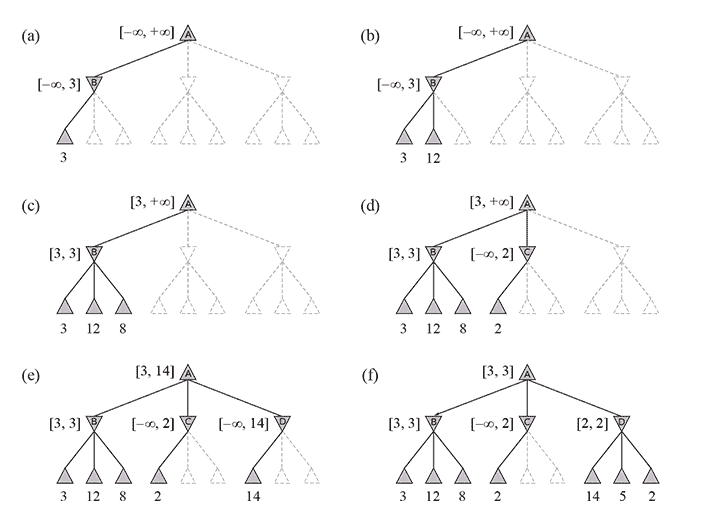 (a) [−∞, +∞] A
[−∞, 3] B
3
(b) [−∞, +∞] A
[−∞, 3] B
3 12
(c) [3, +∞] A
[3, 3] B
3 12 8
(d) [3, +∞] A
[3, 3] B [−∞, 2] C
3 12 8 2
(e) [3, 14] A
[3, 3] B [−∞, 2] C [−∞, 14] D
3 12 8 2 14
(f) [3, 3] A
[3, 3] B [−∞, 2] C [2, 2] D
3 12 8 2 14 5 2